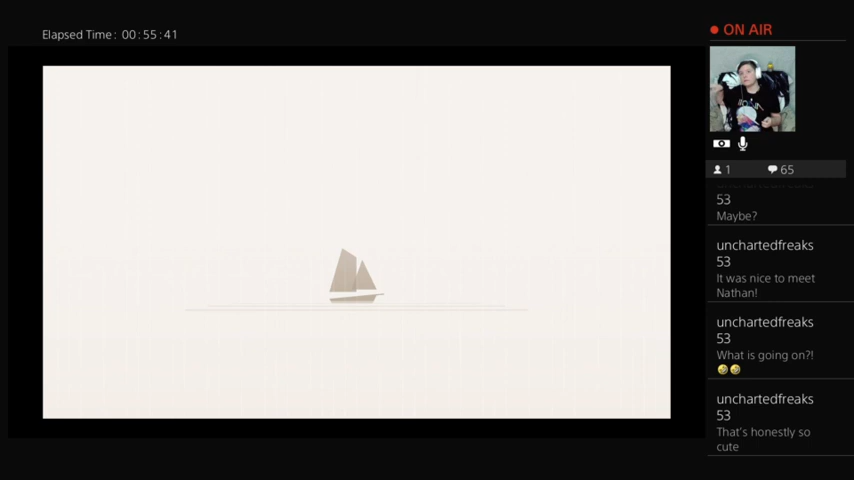 Elapsed Time: 00:55:41
ON AIR
1
65
53
Maybe?
unchartedfreaks
53
It was nice to meet
Nathan!
unchartedfreaks
53
What is going on?!
🤣🤣
unchartedfreaks
53
That's honestly so
cute